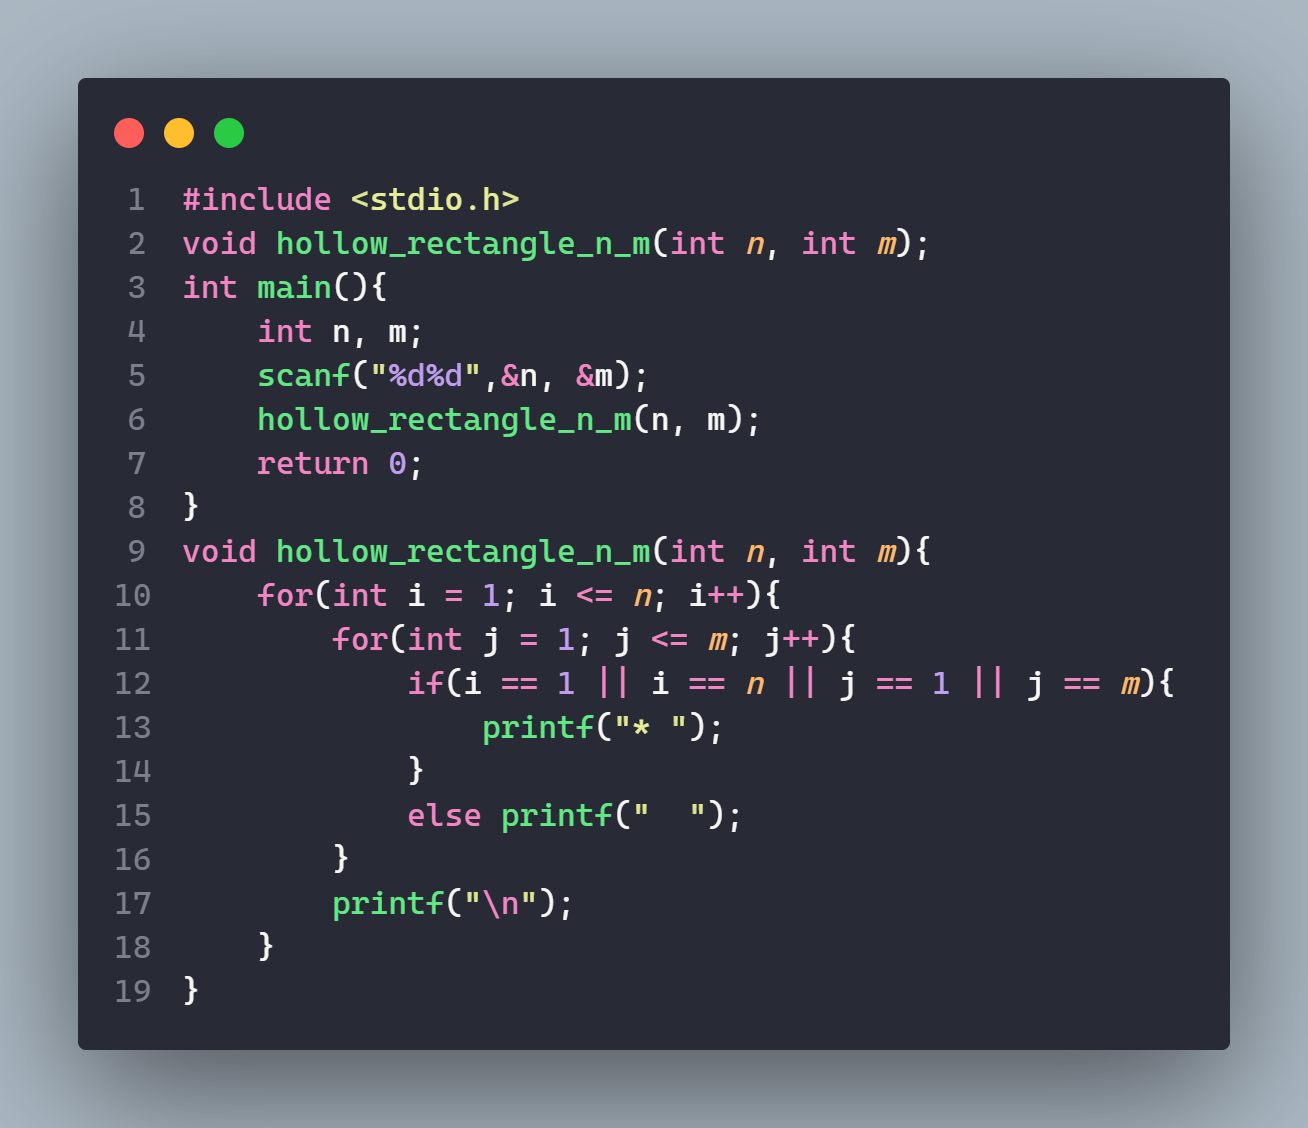 1 #include <stdio.h>
2 void hollow_rectangle_n_m(int n, int m);
3 int main(){
4     int n, m;
5     scanf("%d%d",&n, &m);
6     hollow_rectangle_n_m(n, m);
7     return 0;
8 }
9 void hollow_rectangle_n_m(int n, int m){
10     for(int i = 1; i <= n; i++){
11         for(int j = 1; j <= m; j++){
12             if(i == 1 || i == n || j == 1 || j == m){
13                 printf("* ");
14             }
15             else printf("  ");
16         }
17         printf("\n");
18     }
19 }